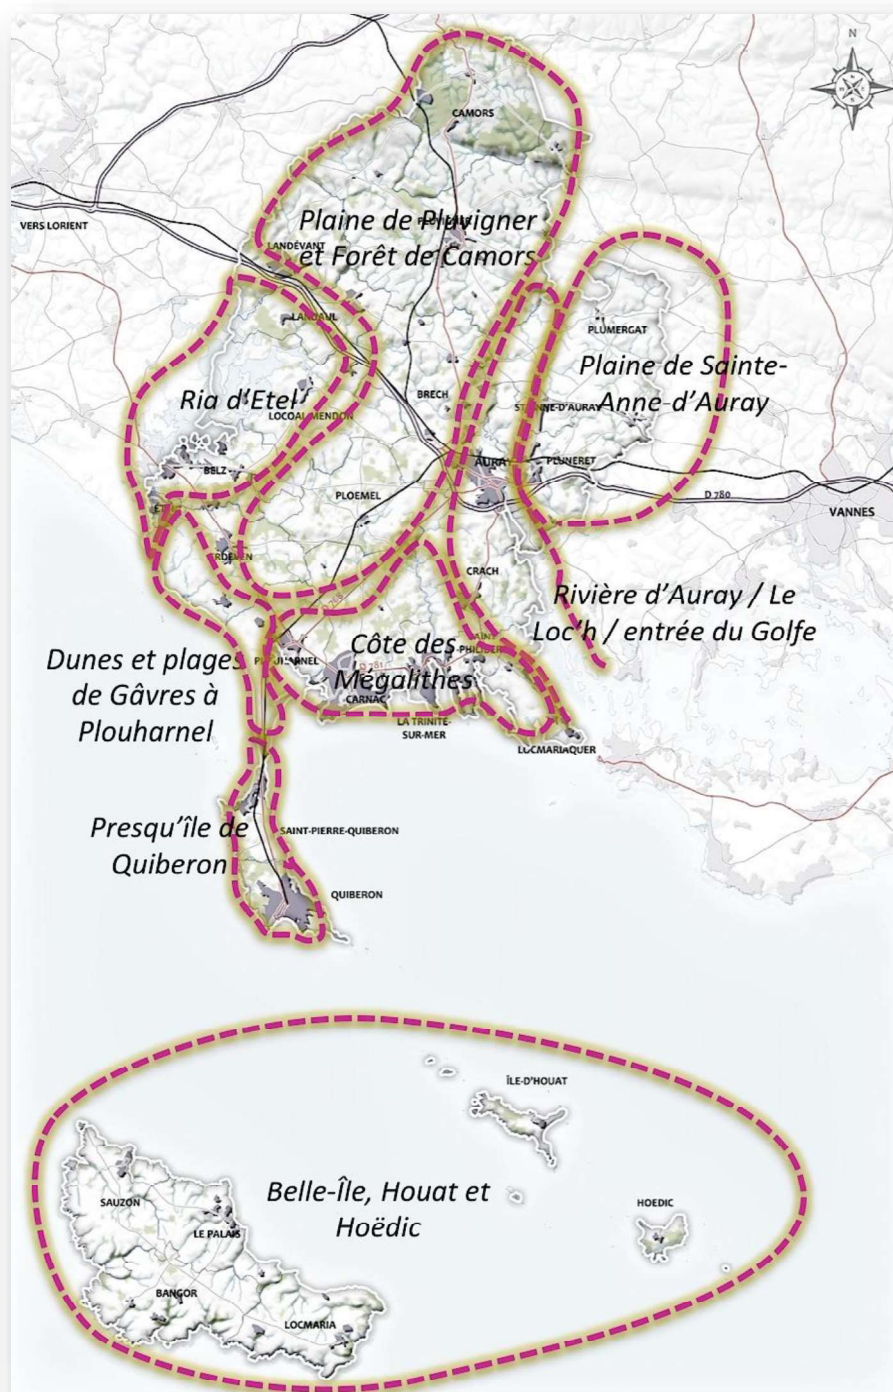 N
CAMORS
VERS LORIENT
Plaine de Pluvigner
et Forêt de Camors
LANDÉVANT
LANDAUL
PLUMERGAT
Plaine de Sainte-
Anne-d'Auray
Ria d'Etel
BRECH
LOCOAL-MENDON
BELZ
AURAY
PLUNERET
PLOEMEL
D 780
VANNES
CRACH
Rivière d'Auray / Le
Loc'h / entrée du Golfe
Dunes et plages
de Gâvres à
Plouharnel
Côte des
Mégalithes
D 781
CARNAC
LA TRINITÉ-
SUR-MER
LOCMARIAQUER
Presqu'île de
Quiberon
SAINT-PIERRE-QUIBERON
QUIBERON
ÎLE-D'HOUAT
Belle-Île, Houat et
Hoëdic
SAUZON
LE PALAIS
HOEDIC
BANGOR
LOCMARIA